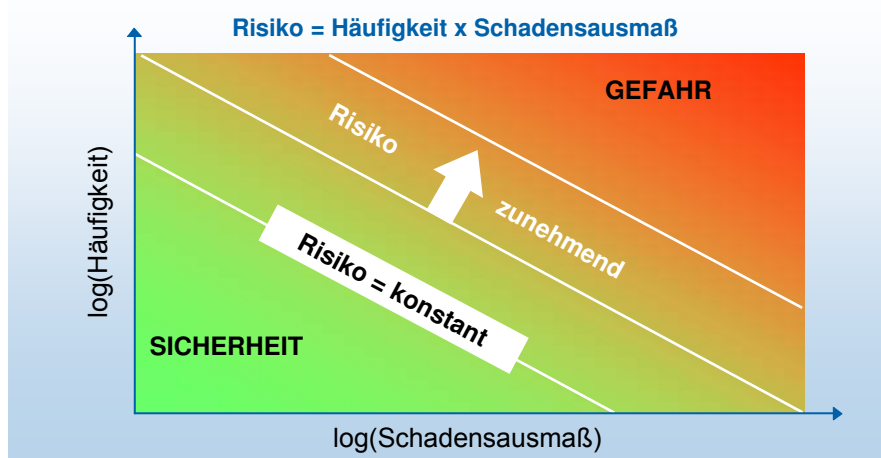 Risiko = Häufigkeit x Schadensausmaß
GEFAHR
Risiko
zunehmend
Risiko = konstant
SICHERHEIT
log(Häufigkeit)
log(Schadensausmaß)